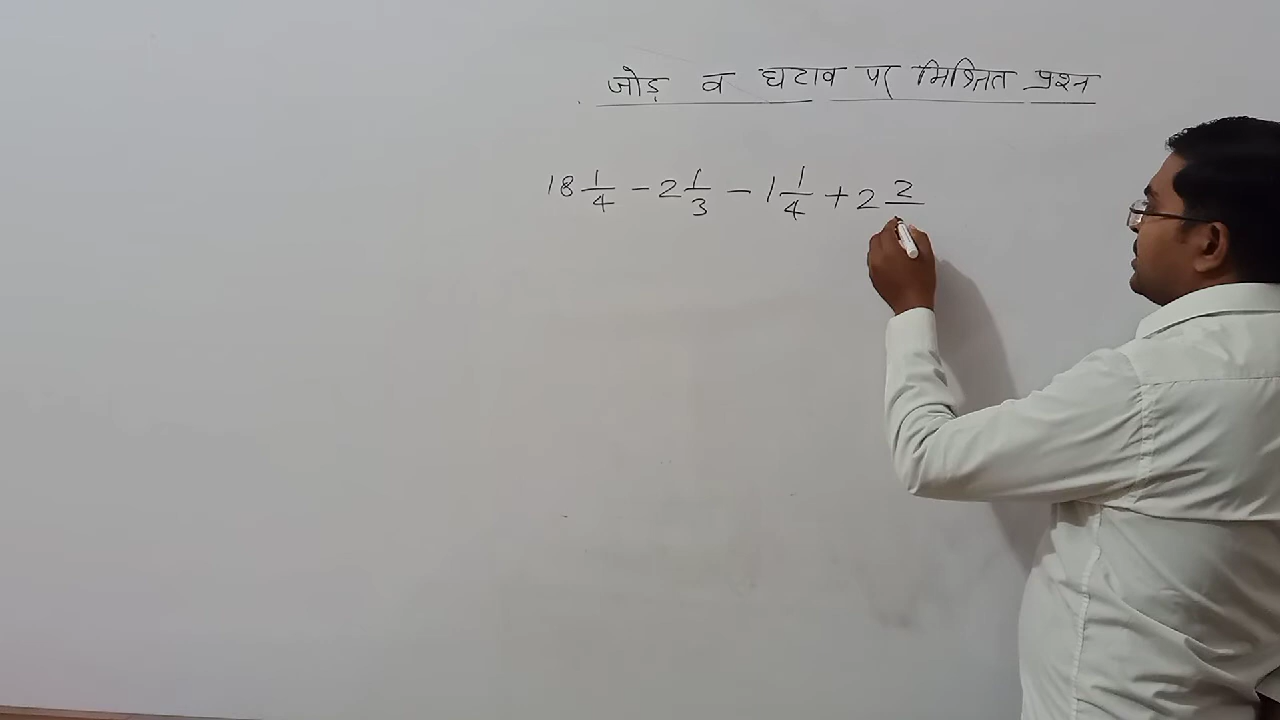 जोड़ व घटाव पर मिश्रित प्रश्न
18 1/4 - 2 1/3 - 1 1/4 + 2 2/